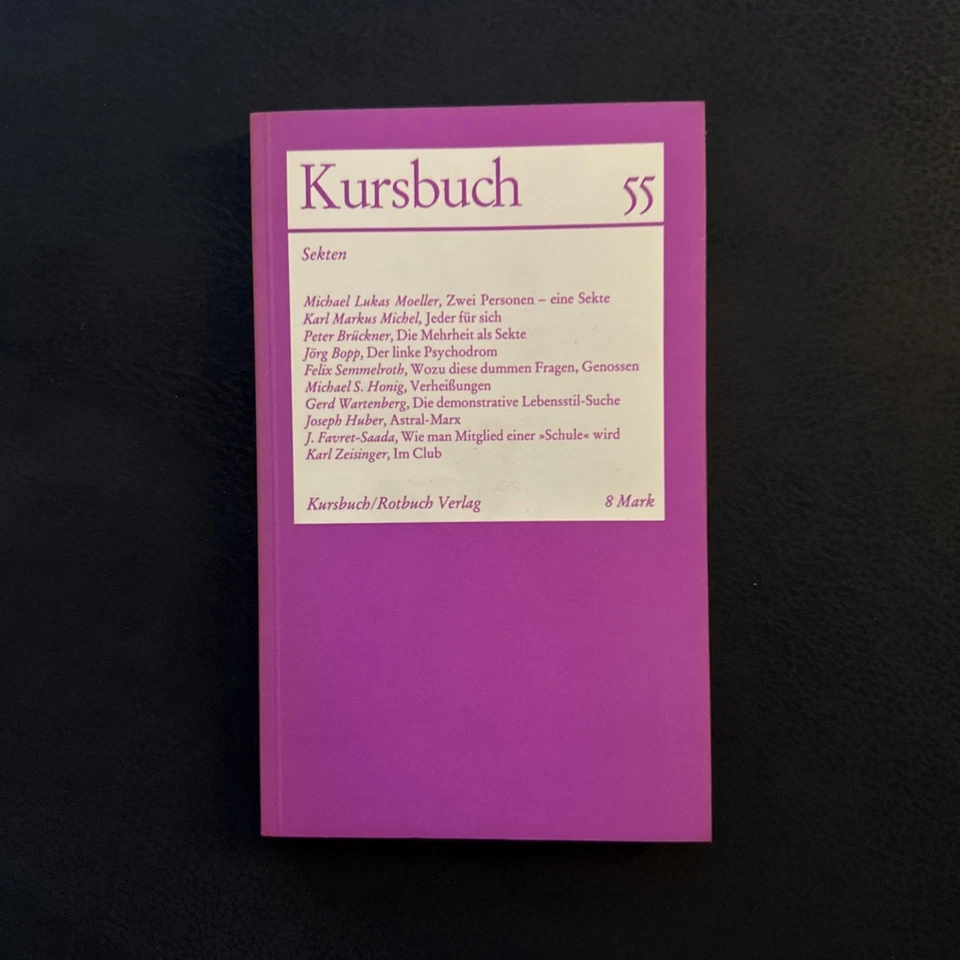 Kursbuch 55
Sekten
Michael Lukas Moeller, Zwei Personen – eine Sekte
Karl Markus Michel, Jeder für sich
Peter Brückner, Die Mehrheit als Sekte
Jörg Bopp, Der linke Psychodrom
Felix Semmelroth, Wozu diese dummen Fragen, Genossen
Michael S. Honig, Verheißungen
Gerd Wartenberg, Die demonstrative Lebensstil-Suche
Joseph Huber, Astral-Marx
J. Favret-Saada, Wie man Mitglied einer »Schule« wird
Karl Zeisinger, Im Club
Kursbuch/Rotbuch Verlag 8 Mark